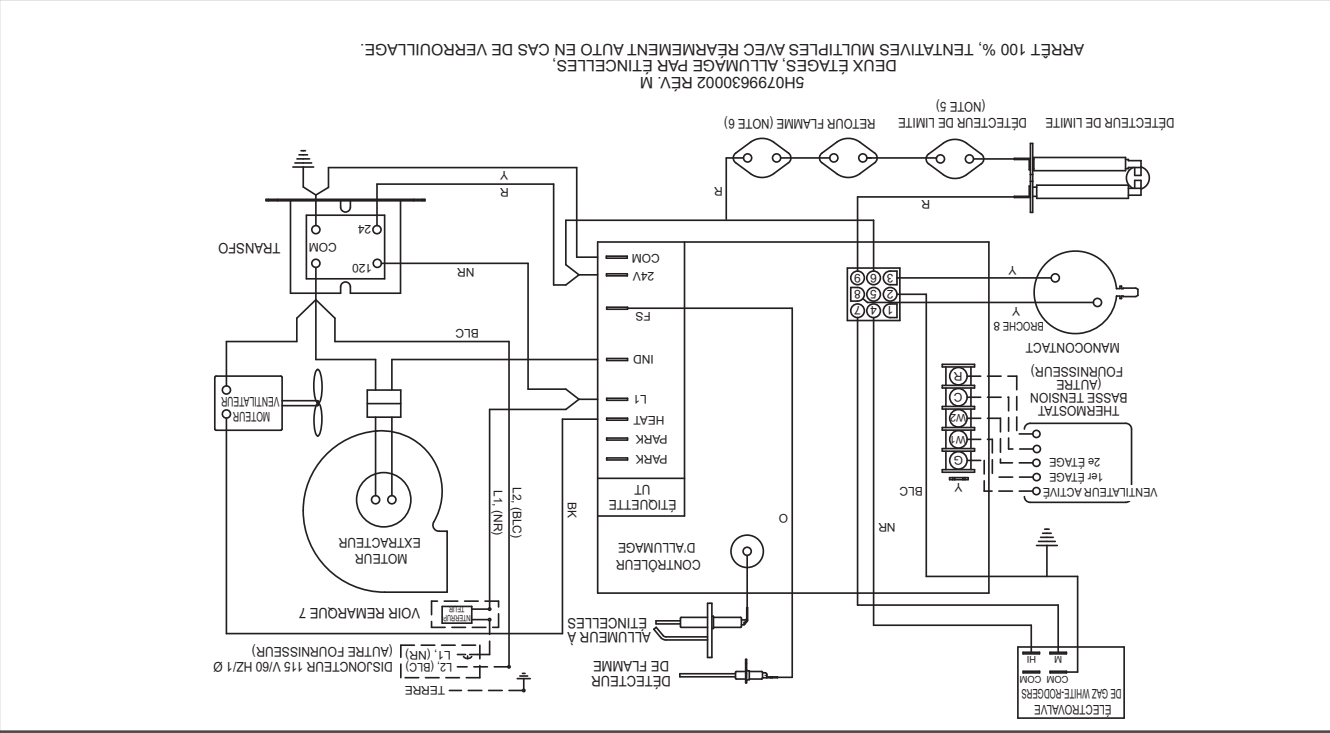 ÉLECTROVALVE
DE GAZ WHITE-RODGERS
COM COM
M HI
TERRE
L2, (BLC)
L1, (NR)
DISJONCTEUR 115 V/60 HZ/1 Ø
(AUTRE FOURNISSEUR)
DÉTECTEUR
DE FLAMME
ALLUMEUR À
ÉTINCELLES
INTERRUP
TEUR
VOIR REMARQUE 7
CONTRÔLEUR
D'ALLUMAGE
MOTEUR
EXTRACTEUR
NR
BLC
O
BK
L2, (BLC)
L1, (NR)
VENTILATEUR ACTIVÉ
1er ÉTAGE
2e ÉTAGE
THERMOSTAT
BASSE TENSION
(AUTRE
FOURNISSEUR)
Y
G
W1
W2
C
R
ÉTIQUETTE
UT
PARK
PARK
HEAT
L1
IND
FS
24V
COM
MOTEUR
VENTILATEUR
MANOCONTACT
BROCHE 8
Y
Y
1 4 7
2 5 8
3 6 9
BLC
NR
120
COM
24
TRANSFO
R
R
R
Y
DÉTECTEUR DE LIMITE
DÉTECTEUR DE LIMITE
(NOTE 5)
RETOUR FLAMME (NOTE 6)
5H0799630002 RÉV. M
DEUX ÉTAGES, ALLUMAGE PAR ÉTINCELLES,
ARRÊT 100 %, TENTATIVES MULTIPLES AVEC RÉARMEMENT AUTO EN CAS DE VERROUILLAGE.